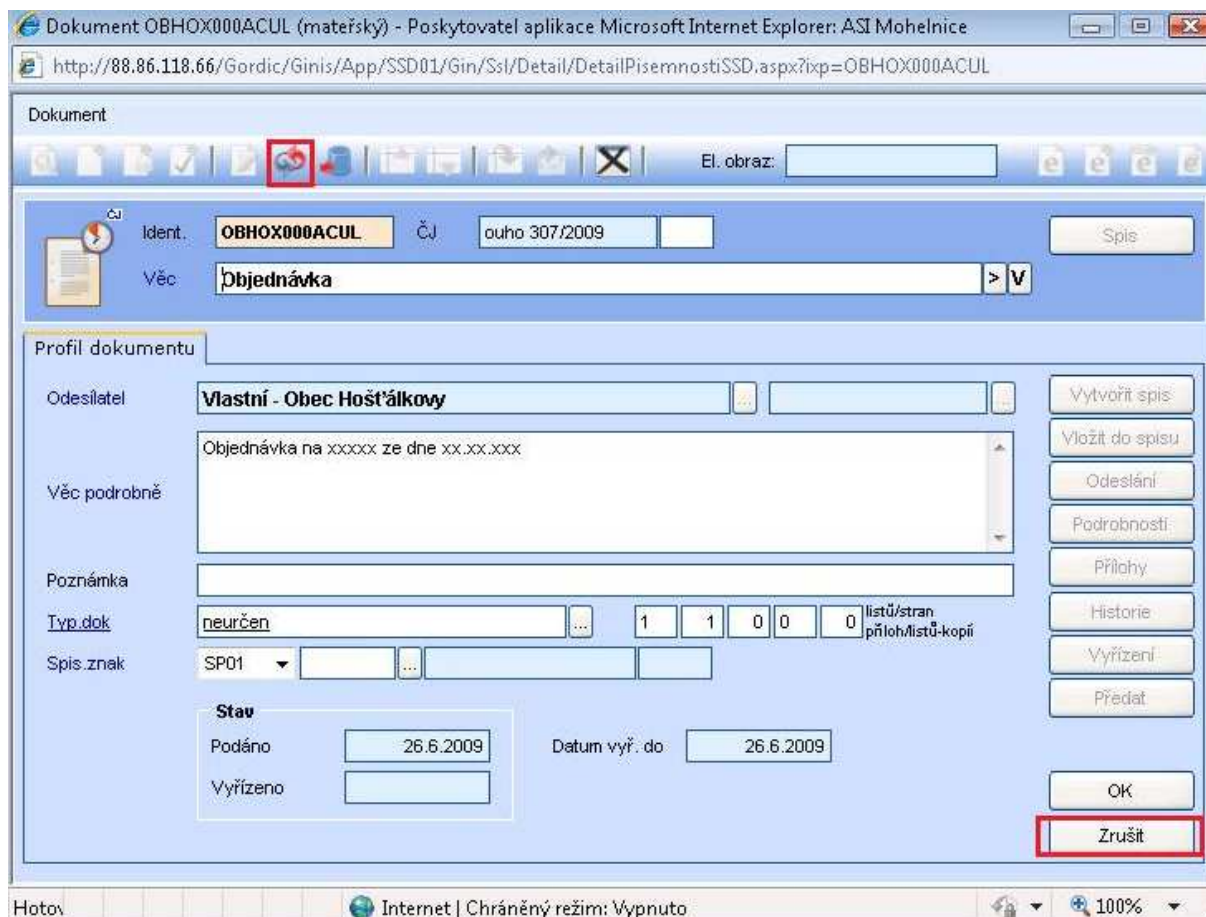 Dokument OBHOX000ACUL (mateřský) - Poskytovatel aplikace Microsoft Internet Explorer: ASI Mohelnice
http://88.86.118.66/Gordic/Ginis/App/SSD01/Gin/Ssl/Detail/DetailPisemnostiSSD.aspx?ixp=OBHOX000ACUL
Dokument
El. obraz:
ČJ
Ident. OBHOX000ACUL ČJ ouho 307/2009 Spis
Věc Objednávka > V
Profil dokumentu
Odesílatel Vlastní - Obec Hošťálkovy ... ... Vytvořit spis
Objednávka na xxxxx ze dne xx.xx.xxx Vložit do spisu
Věc podrobně Odeslání
Podrobnosti
Poznámka Přílohy
Typ.dok neurčen ... 1 1 0 0 0 listů/stran Historie
příloh/listů-kopií
Spis.znak SP01 ... Vyřízení
Předat
Stav
Podáno 26.6.2009 Datum vyř. do 26.6.2009
Vyřízeno OK
Zrušit
Hotov Internet | Chráněný režim: Vypnuto 100%